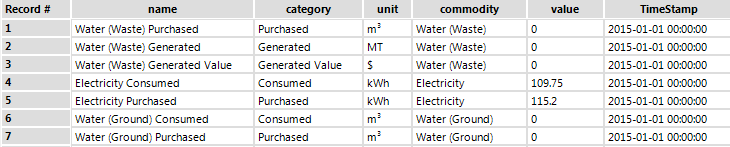 Record # name category unit commodity value TimeStamp
1 Water (Waste) Purchased Purchased m³ Water (Waste) 0 2015-01-01 00:00:00
2 Water (Waste) Generated Generated MT Water (Waste) 0 2015-01-01 00:00:00
3 Water (Waste) Generated Value Generated Value $ Water (Waste) 0 2015-01-01 00:00:00
4 Electricity Consumed Consumed kWh Electricity 109.75 2015-01-01 00:00:00
5 Electricity Purchased Purchased kWh Electricity 115.2 2015-01-01 00:00:00
6 Water (Ground) Consumed Consumed m³ Water (Ground) 0 2015-01-01 00:00:00
7 Water (Ground) Purchased Purchased m³ Water (Ground) 0 2015-01-01 00:00:00